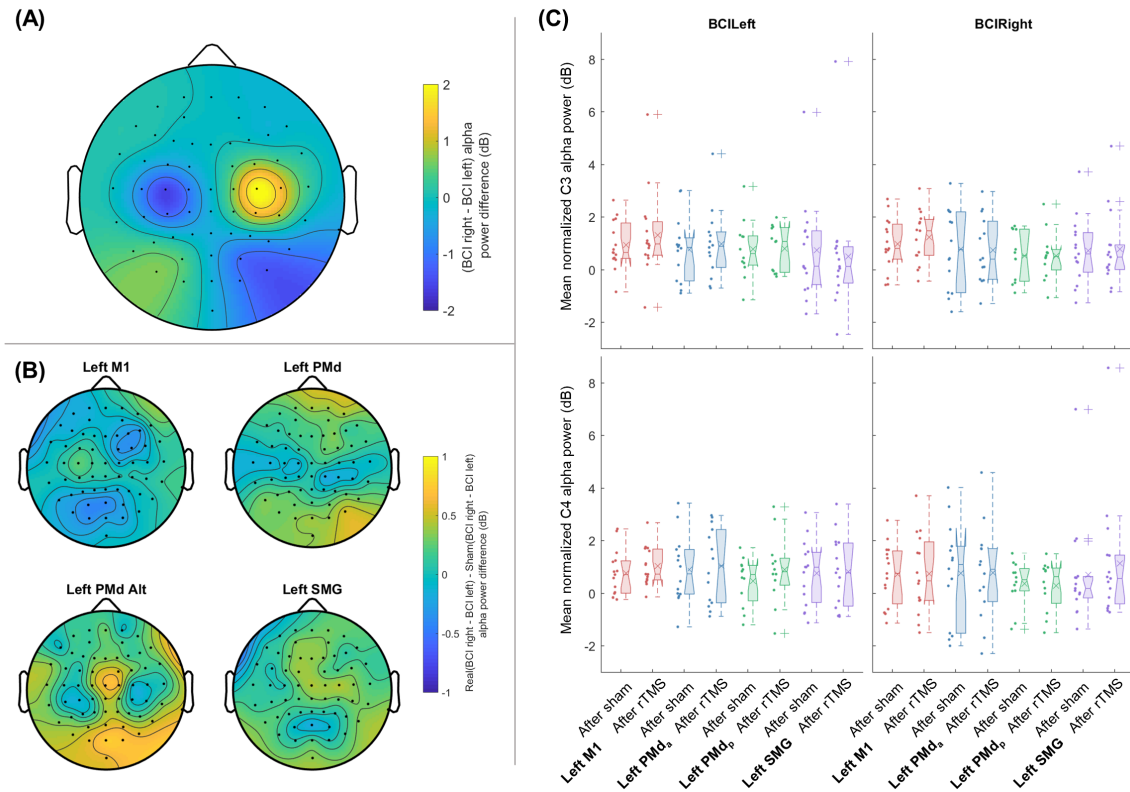 (A)
(BCI right - BCI left) alpha
power difference (dB)
2
1
0
-1
-2
(B)
Left M1
Left PMd
Left PMd Alt
Left SMG
Real(BCI right - BCI left) - Sham(BCI right - BCI left)
alpha power difference (dB)
1
0.5
0
-0.5
-1
(C)
BCILeft
BCIRight
Mean normalized C3 alpha power (dB)
8
6
4
2
0
-2
Mean normalized C4 alpha power (dB)
8
6
4
2
0
-2
After sham
After rTMS
After sham
After rTMS
After sham
After rTMS
After sham
After rTMS
Left M1
Left PMdₐ
Left PMdₚ
Left SMG
After sham
After rTMS
After sham
After rTMS
After sham
After rTMS
After sham
After rTMS
Left M1
Left PMdₐ
Left PMdₚ
Left SMG